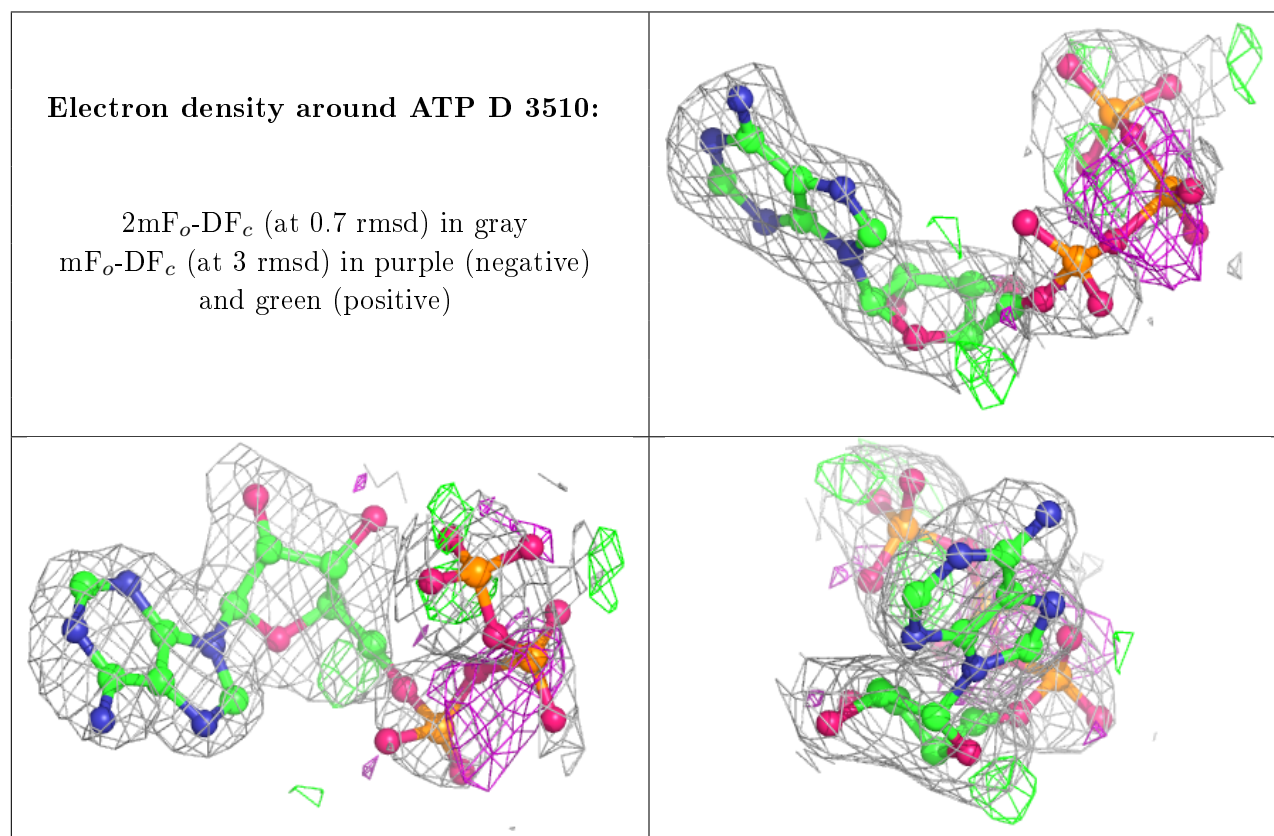 Electron density around ATP D 3510:
2mFₒ-DF𝒸 (at 0.7 rmsd) in gray
mFₒ-DF𝒸 (at 3 rmsd) in purple (negative)
and green (positive)